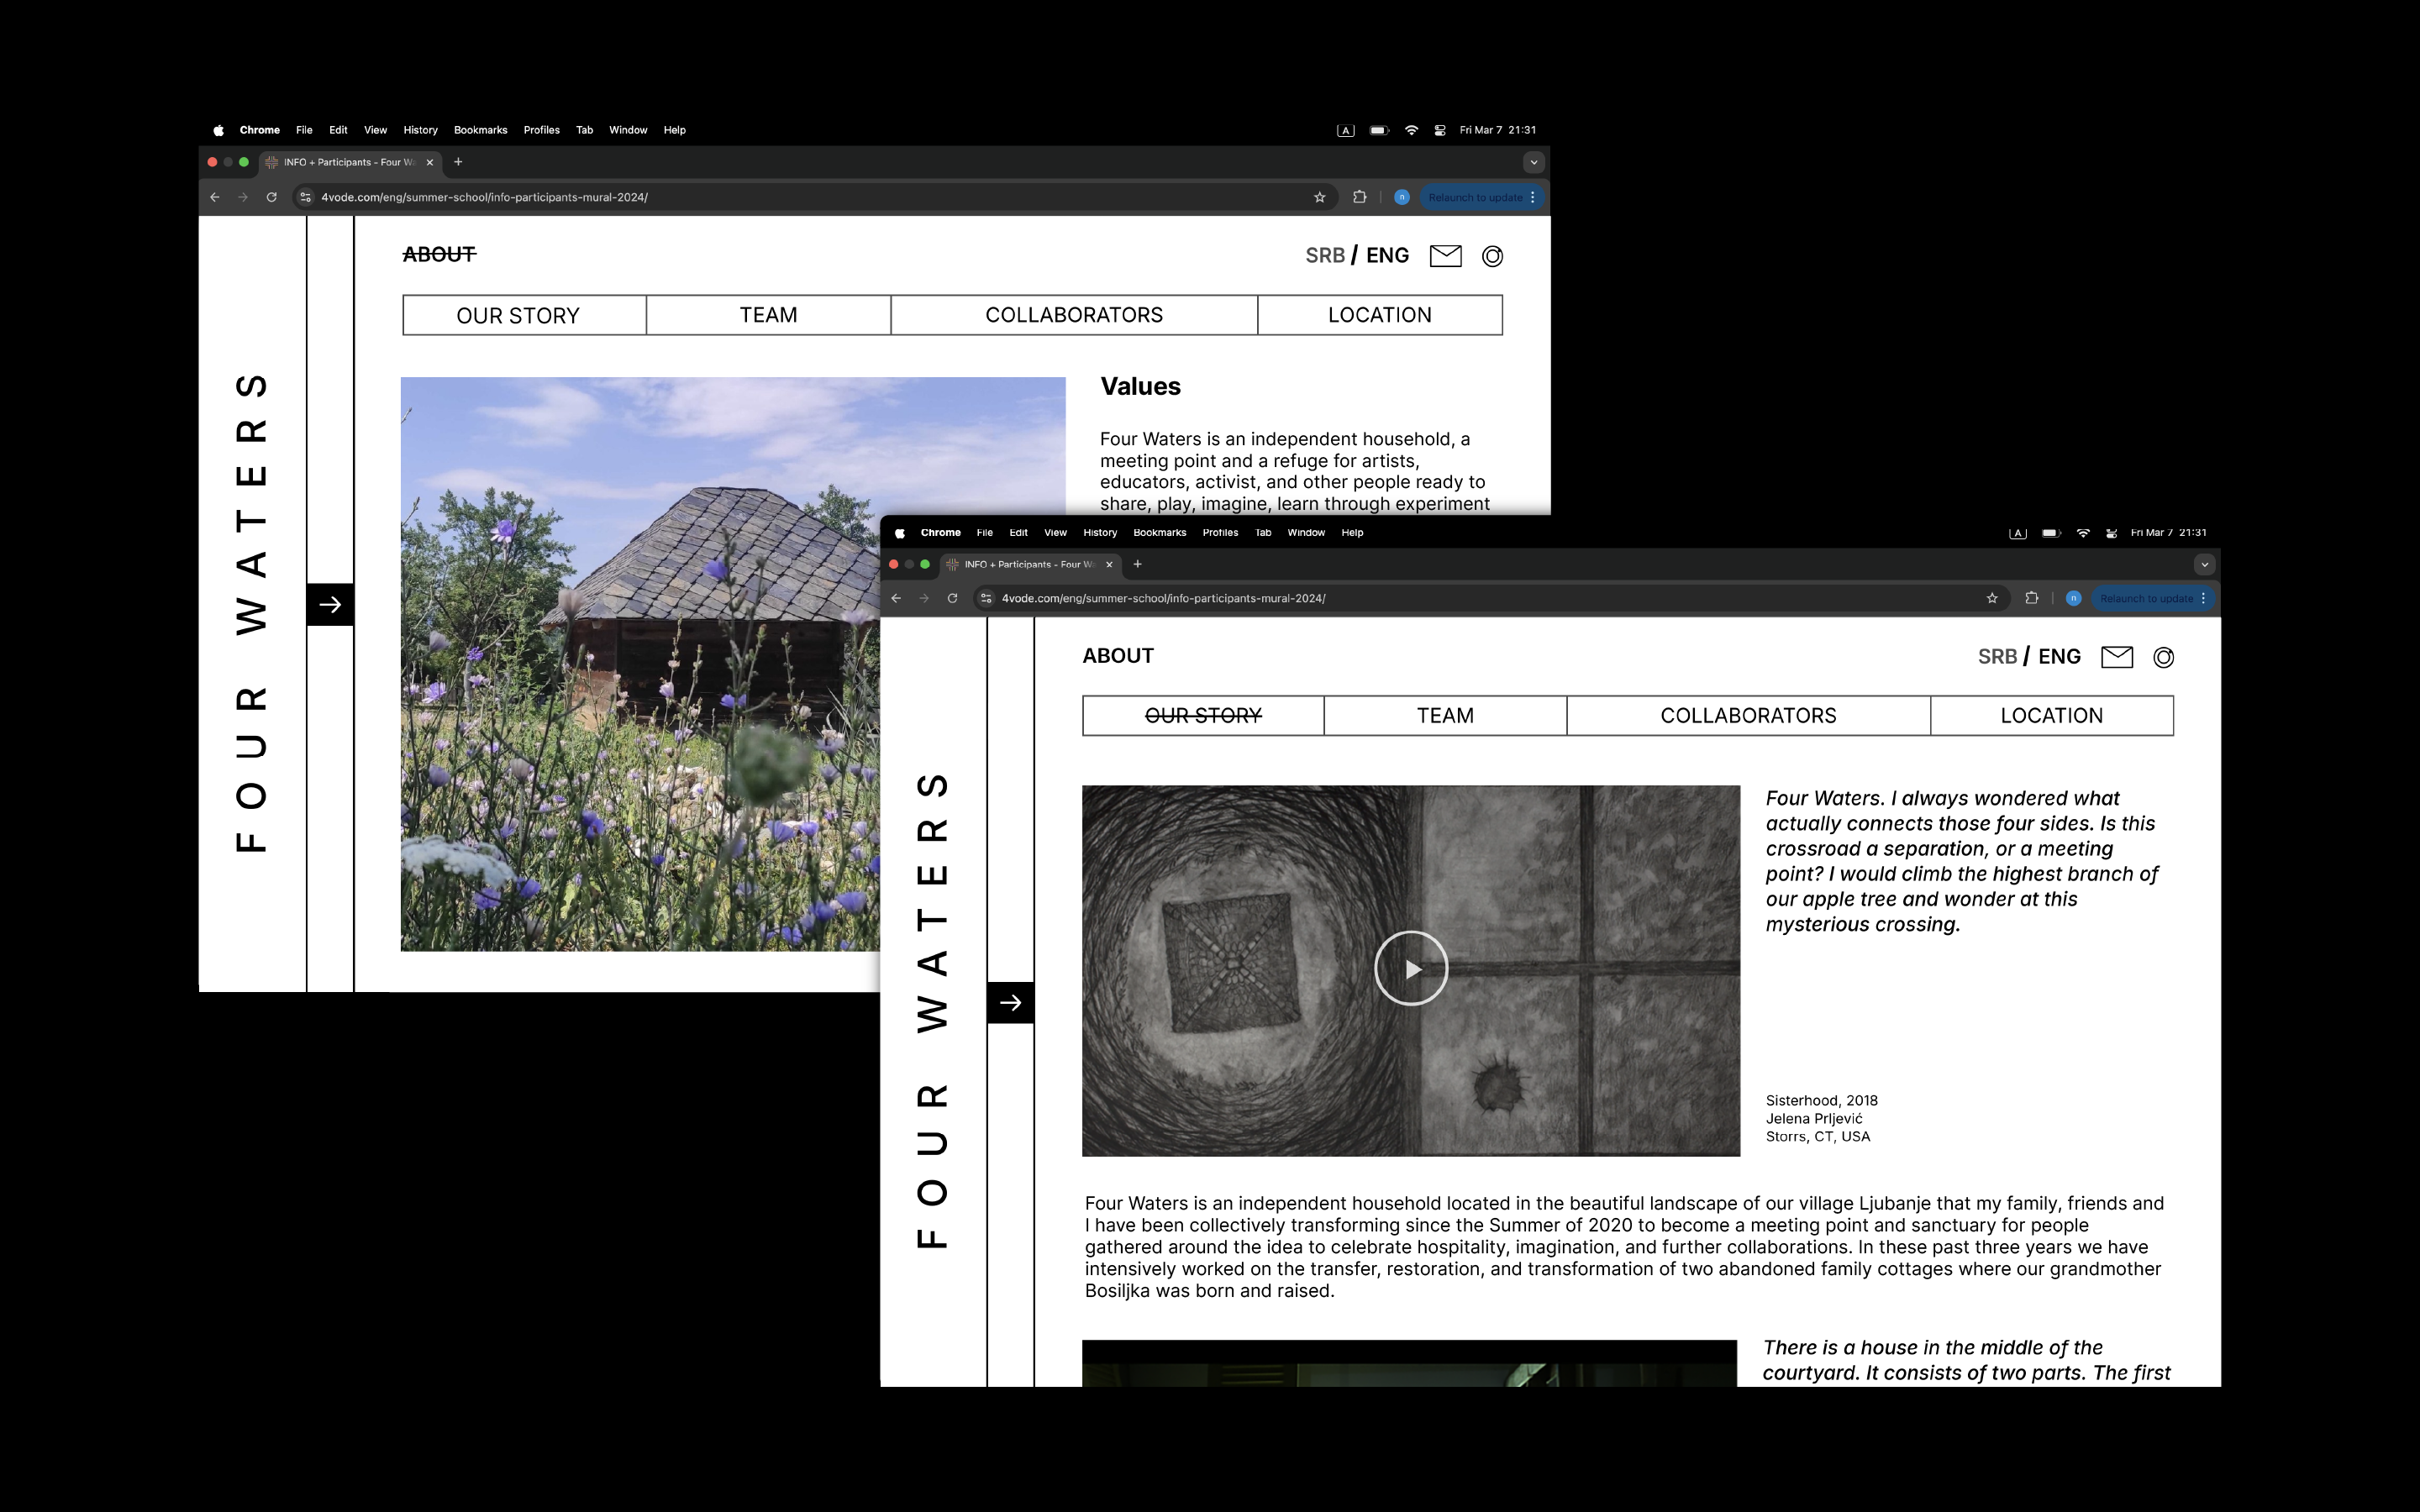 Chrome File Edit View History Bookmarks Profiles Tab Window Help
A Fri Mar 7 21:31
INFO + Participants - Four Wa
4vode.com/eng/summer-school/info-participants-mural-2024/
n Relaunch to update
FOUR WATERS
ABOUT
SRB / ENG
OUR STORY TEAM COLLABORATORS LOCATION
Values
Four Waters is an independent household, a
meeting point and a refuge for artists,
educators, activist, and other people ready to
share, play, imagine, learn through experiment
Chrome File Edit View History Bookmarks Profiles Tab Window Help
A Fri Mar 7 21:31
INFO + Participants - Four Wa
4vode.com/eng/summer-school/info-participants-mural-2024/
n Relaunch to update
FOUR WATERS
ABOUT
SRB / ENG
OUR STORY TEAM COLLABORATORS LOCATION
Four Waters. I always wondered what
actually connects those four sides. Is this
crossroad a separation, or a meeting
point? I would climb the highest branch of
our apple tree and wonder at this
mysterious crossing.
Sisterhood, 2018
Jelena Prljević
Storrs, CT, USA
Four Waters is an independent household located in the beautiful landscape of our village Ljubanje that my family, friends and
I have been collectively transforming since the Summer of 2020 to become a meeting point and sanctuary for people
gathered around the idea to celebrate hospitality, imagination, and further collaborations. In these past three years we have
intensively worked on the transfer, restoration, and transformation of two abandoned family cottages where our grandmother
Bosiljka was born and raised.
There is a house in the middle of the
courtyard. It consists of two parts. The first